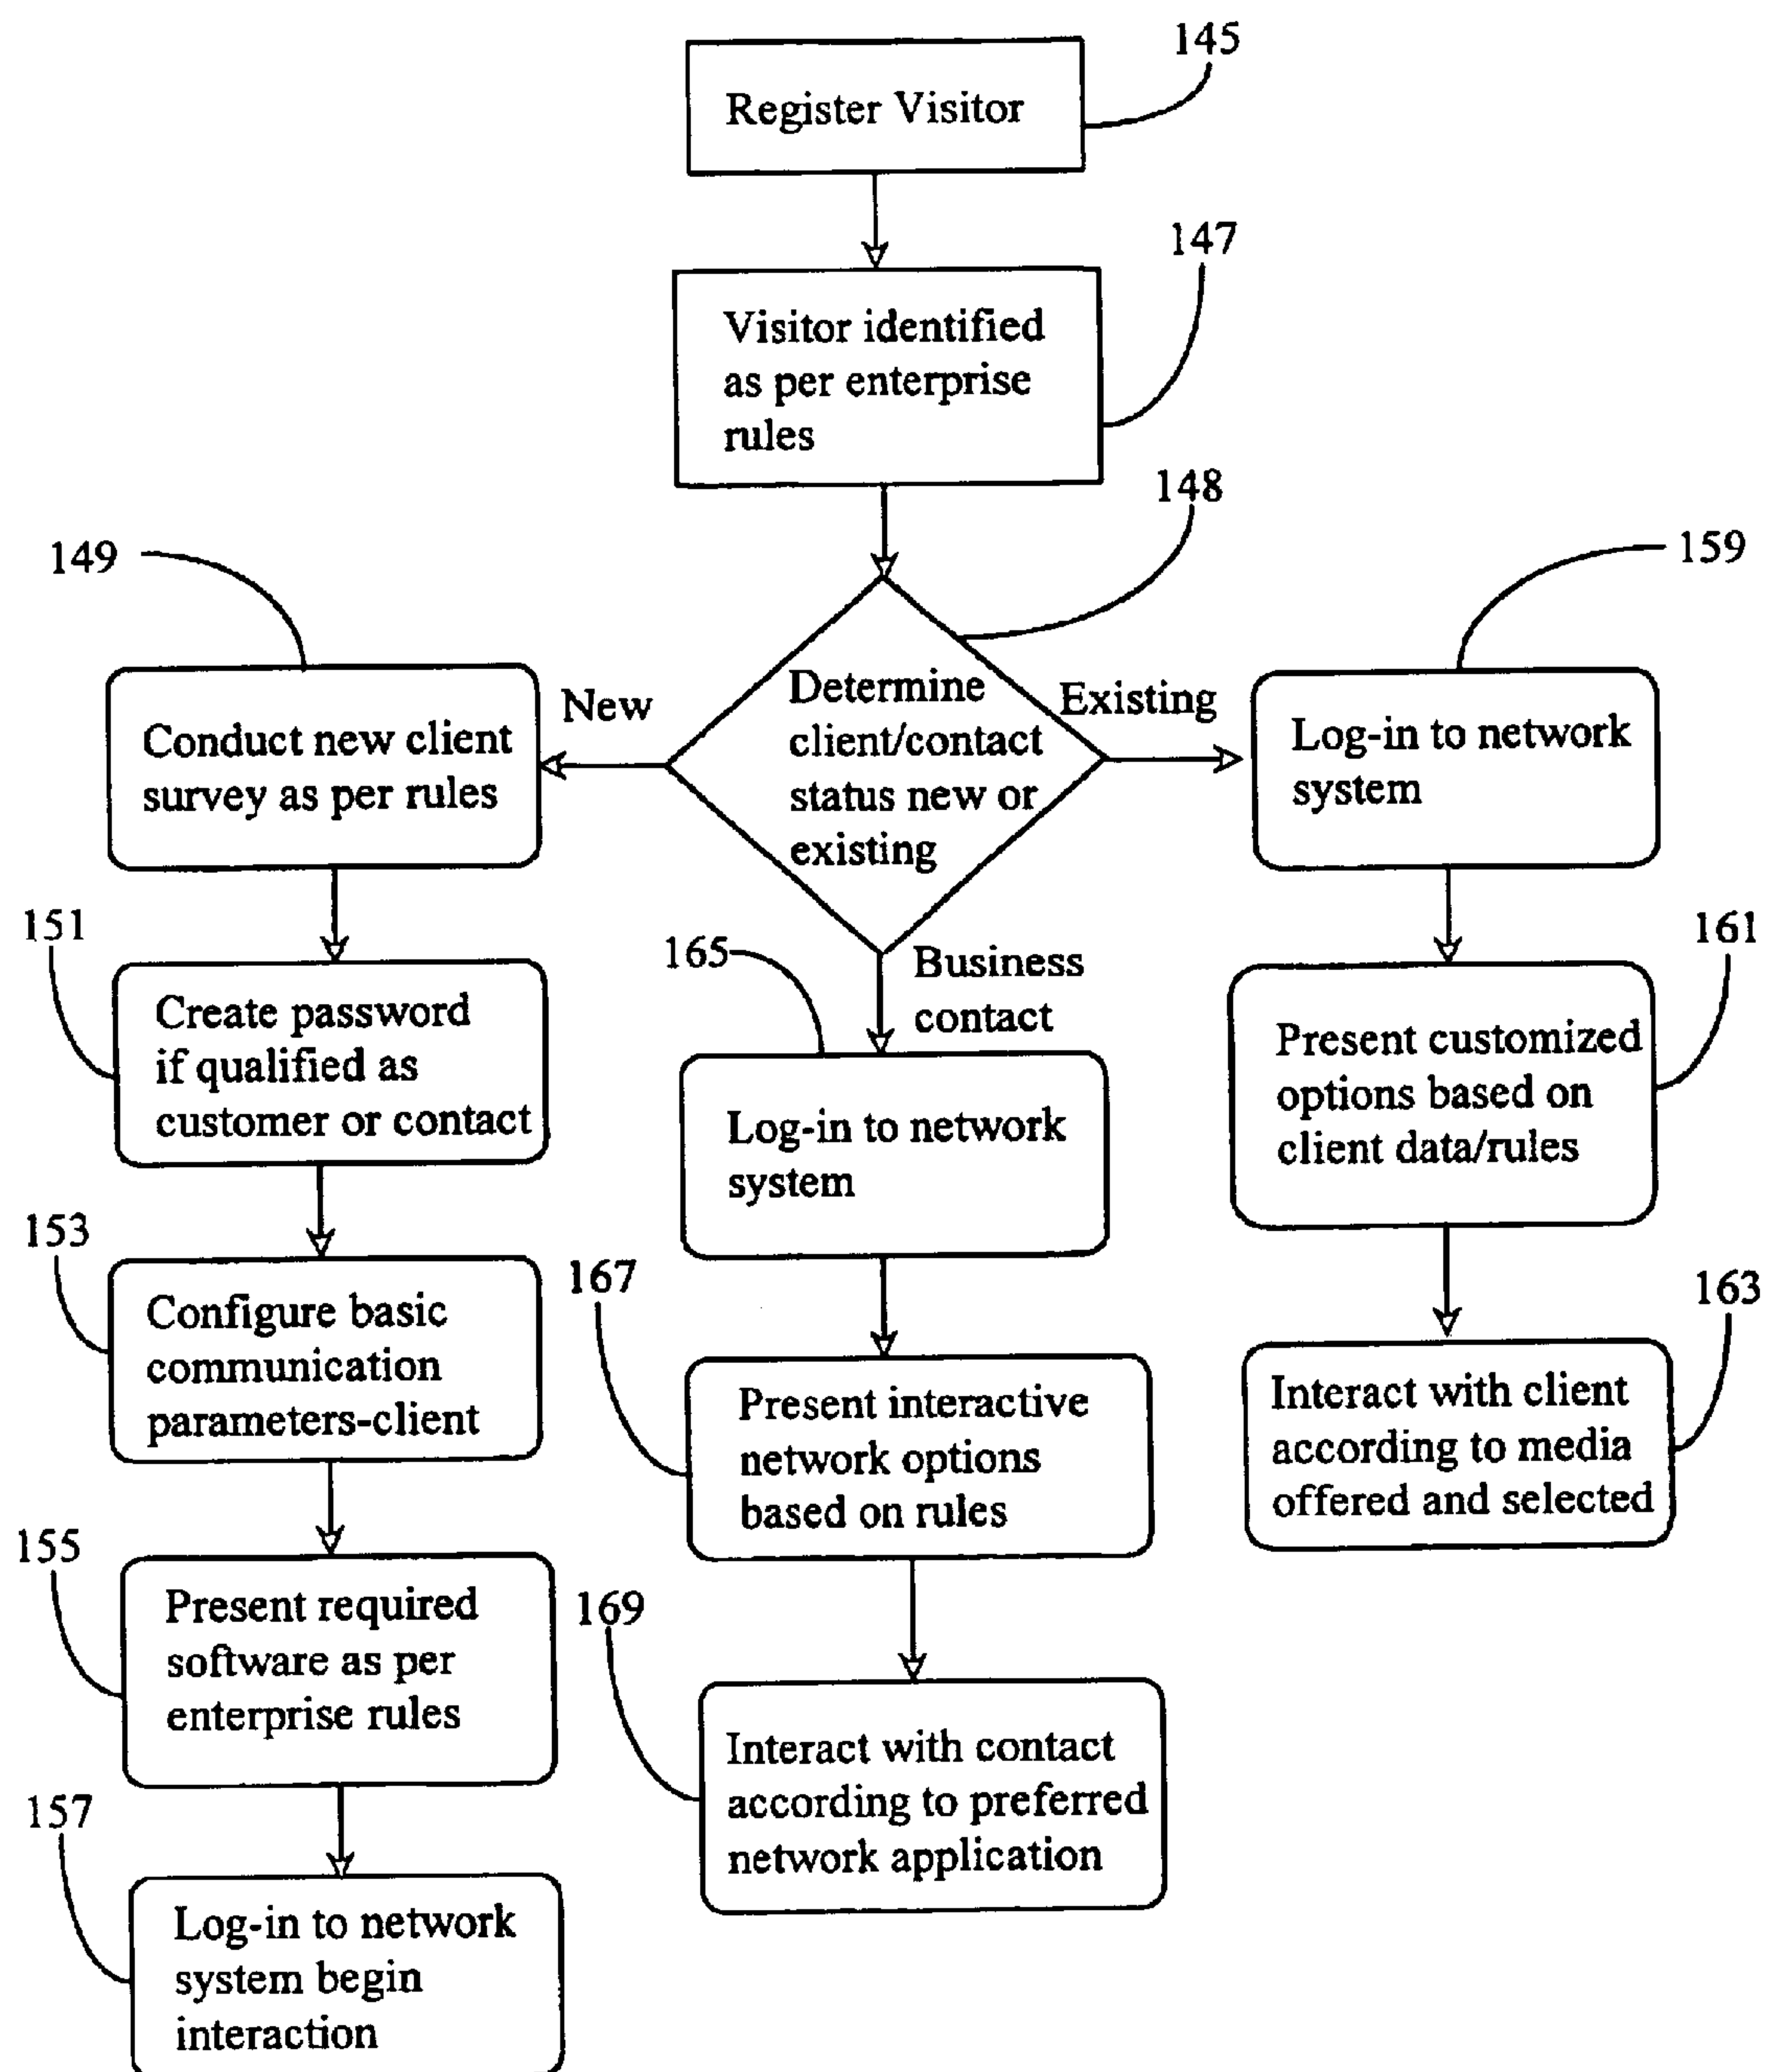 145
Register Visitor
147
Visitor identified
as per enterprise
rules
148
149
159
New
Determine
client/contact
status new or
existing
Existing
Conduct new client
survey as per rules
Log-in to network
system
151
Create password
if qualified as
customer or contact
165
Business
contact
161
Present customized
options based on
client data/rules
Log-in to network
system
153
Configure basic
communication
parameters-client
167
Present interactive
network options
based on rules
163
Interact with client
according to media
offered and selected
155
Present required
software as per
enterprise rules
169
Interact with contact
according to preferred
network application
157
Log-in to network
system begin
interaction